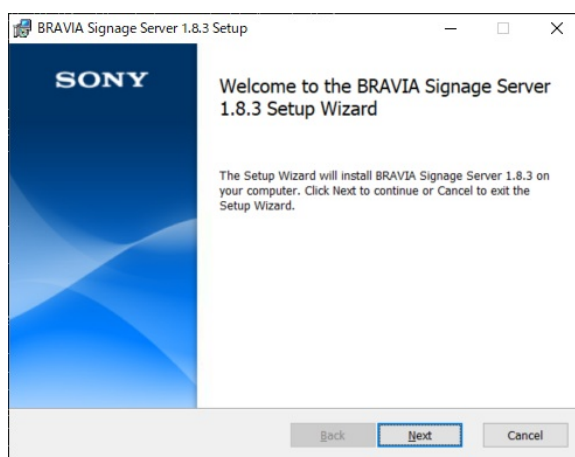 BRAVIA Signage Server 1.8.3 Setup
SONY
Welcome to the BRAVIA Signage Server
1.8.3 Setup Wizard
The Setup Wizard will install BRAVIA Signage Server 1.8.3 on
your computer. Click Next to continue or Cancel to exit the
Setup Wizard.
Back
Next
Cancel